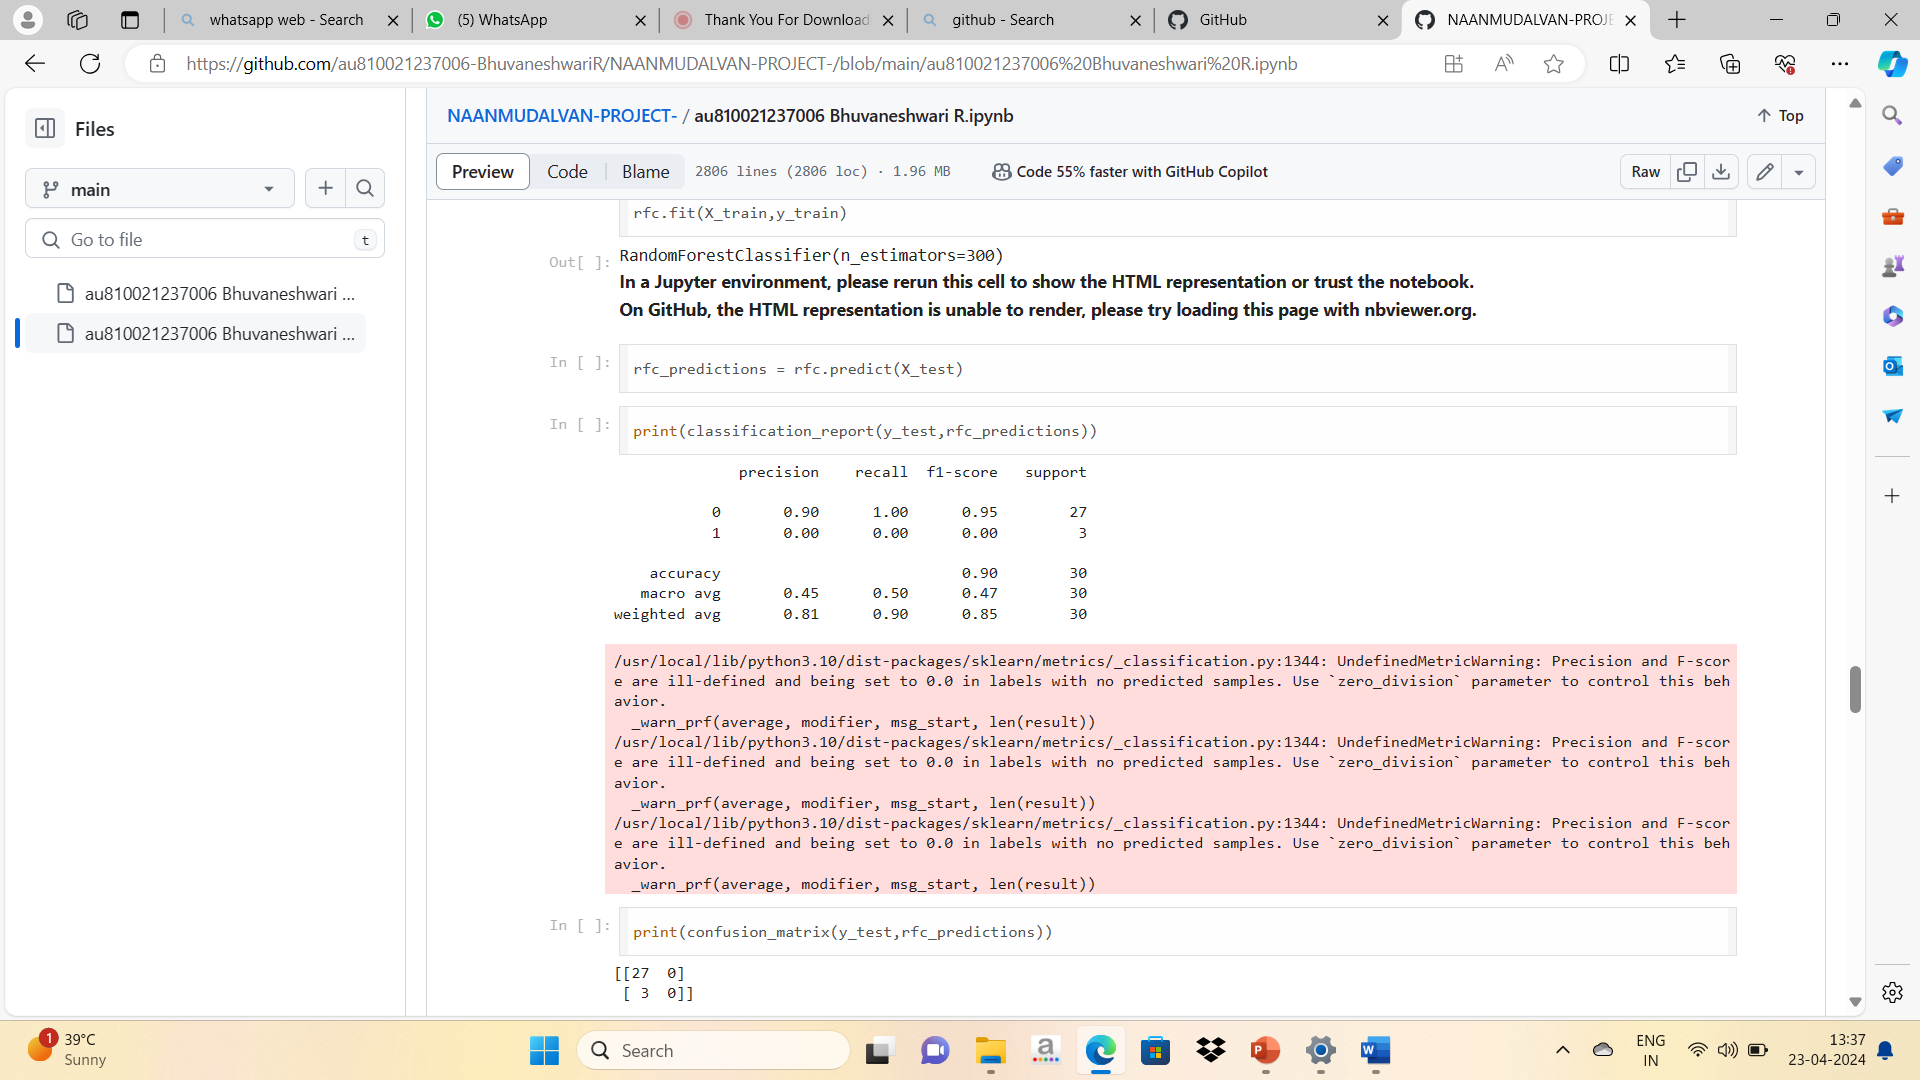 whatsapp web - Search
(5) WhatsApp
Thank You For Download
github - Search
GitHub
NAANMUDALVAN-PROJE
https://github.com/au810021237006-BhuvaneshwariR/NAANMUDALVAN-PROJECT-/blob/main/au810021237006%20Bhuvaneshwari%20R.ipynb
Files
main
Go to file
t
au810021237006 Bhuvaneshwari ...
au810021237006 Bhuvaneshwari ...
NAANMUDALVAN-PROJECT- / au810021237006 Bhuvaneshwari R.ipynb
Top
Preview
Code
Blame
2806 lines (2806 loc) · 1.96 MB
Code 55% faster with GitHub Copilot
Raw
rfc.fit(X_train,y_train)
Out[ ]: RandomForestClassifier(n_estimators=300)
In a Jupyter environment, please rerun this cell to show the HTML representation or trust the notebook.
On GitHub, the HTML representation is unable to render, please try loading this page with nbviewer.org.
In [ ]: rfc_predictions = rfc.predict(X_test)
In [ ]: print(classification_report(y_test,rfc_predictions))
precision recall f1-score support
0 0.90 1.00 0.95 27
1 0.00 0.00 0.00 3
accuracy 0.90 30
macro avg 0.45 0.50 0.47 30
weighted avg 0.81 0.90 0.85 30
/usr/local/lib/python3.10/dist-packages/sklearn/metrics/_classification.py:1344: UndefinedMetricWarning: Precision and F-scor
e are ill-defined and being set to 0.0 in labels with no predicted samples. Use `zero_division` parameter to control this beh
avior.
_warn_prf(average, modifier, msg_start, len(result))
/usr/local/lib/python3.10/dist-packages/sklearn/metrics/_classification.py:1344: UndefinedMetricWarning: Precision and F-scor
e are ill-defined and being set to 0.0 in labels with no predicted samples. Use `zero_division` parameter to control this beh
avior.
_warn_prf(average, modifier, msg_start, len(result))
/usr/local/lib/python3.10/dist-packages/sklearn/metrics/_classification.py:1344: UndefinedMetricWarning: Precision and F-scor
e are ill-defined and being set to 0.0 in labels with no predicted samples. Use `zero_division` parameter to control this beh
avior.
_warn_prf(average, modifier, msg_start, len(result))
In [ ]: print(confusion_matrix(y_test,rfc_predictions))
[[27 0]
[ 3 0]]
1
39°C
Sunny
Search
ENG
IN
13:37
23-04-2024